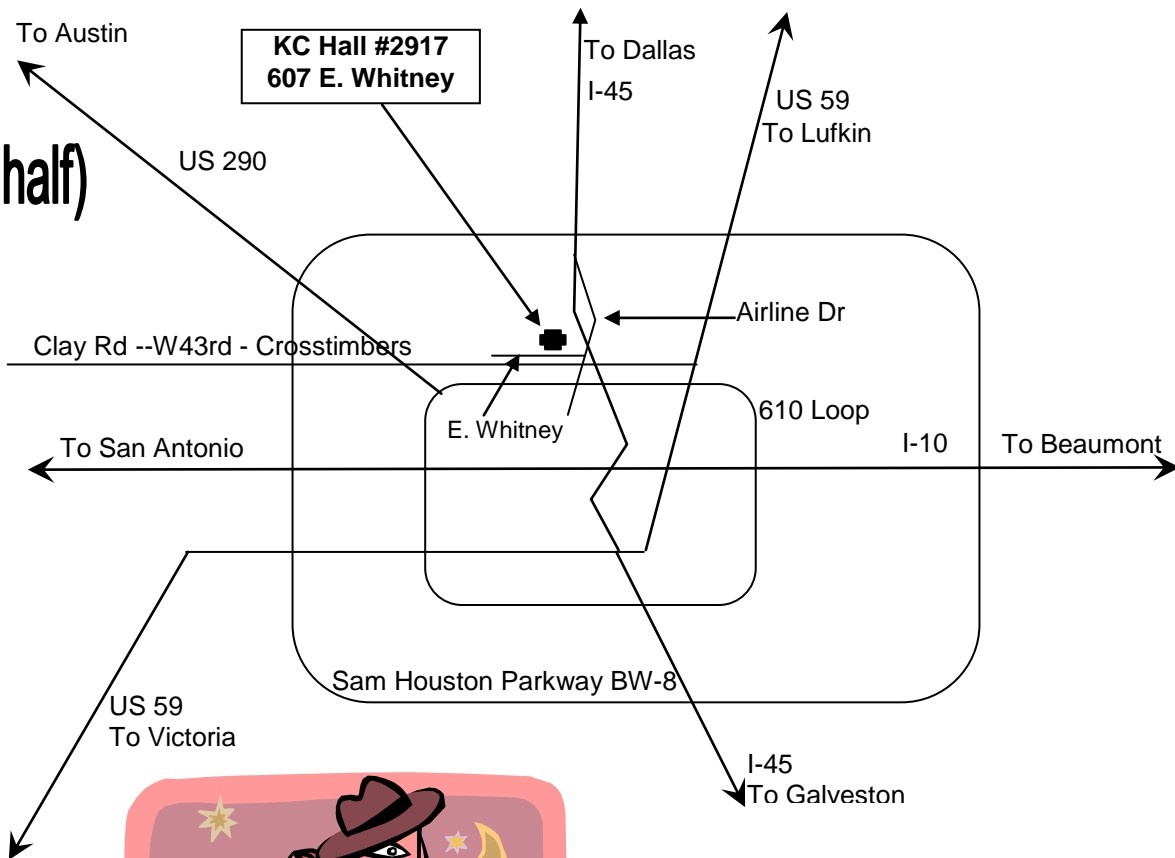 To Austin
KC Hall #2917
607 E. Whitney
To Dallas
I-45
US 59
To Lufkin
half)
US 290
Airline Dr
Clay Rd --W43rd - Crosstimbers
610 Loop
E. Whitney
To San Antonio
I-10
To Beaumont
Sam Houston Parkway BW-8
US 59
To Victoria
I-45
To Galveston